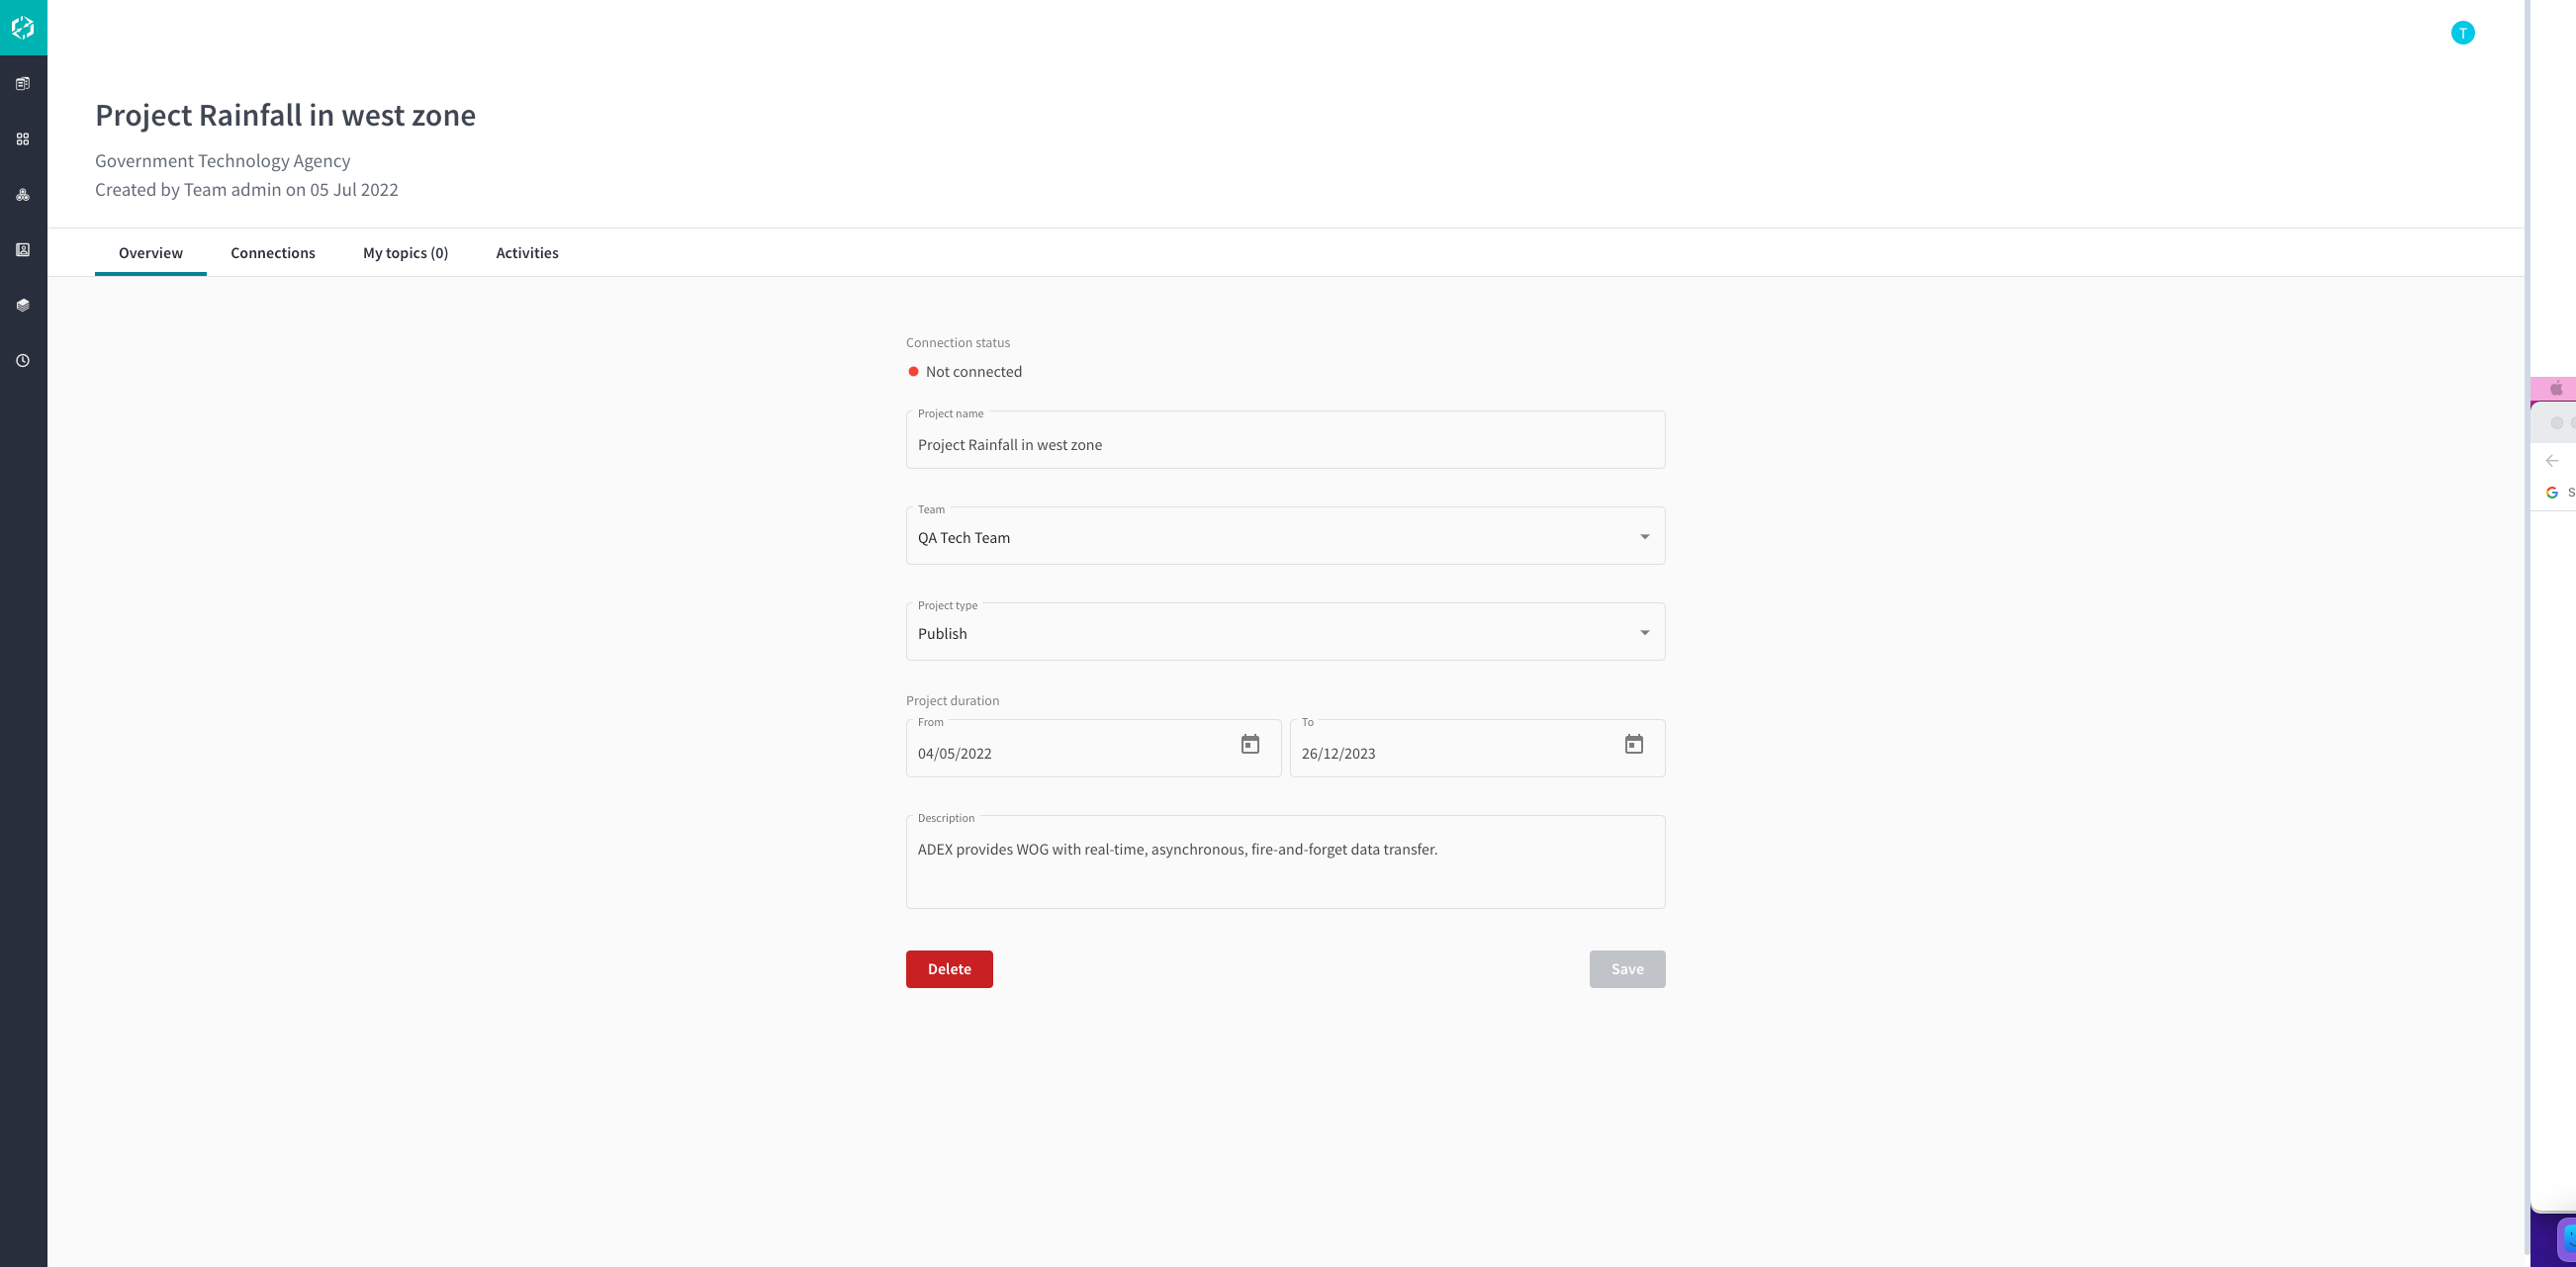 T
Project Rainfall in west zone
Government Technology Agency
Created by Team admin on 05 Jul 2022
Overview Connections My topics (0) Activities
Connection status
Not connected
Project name
Project Rainfall in west zone
Team
QA Tech Team
Project type
Publish
Project duration
From To
04/05/2022 26/12/2023
Description
ADEX provides WOG with real-time, asynchronous, fire-and-forget data transfer.
Delete Save